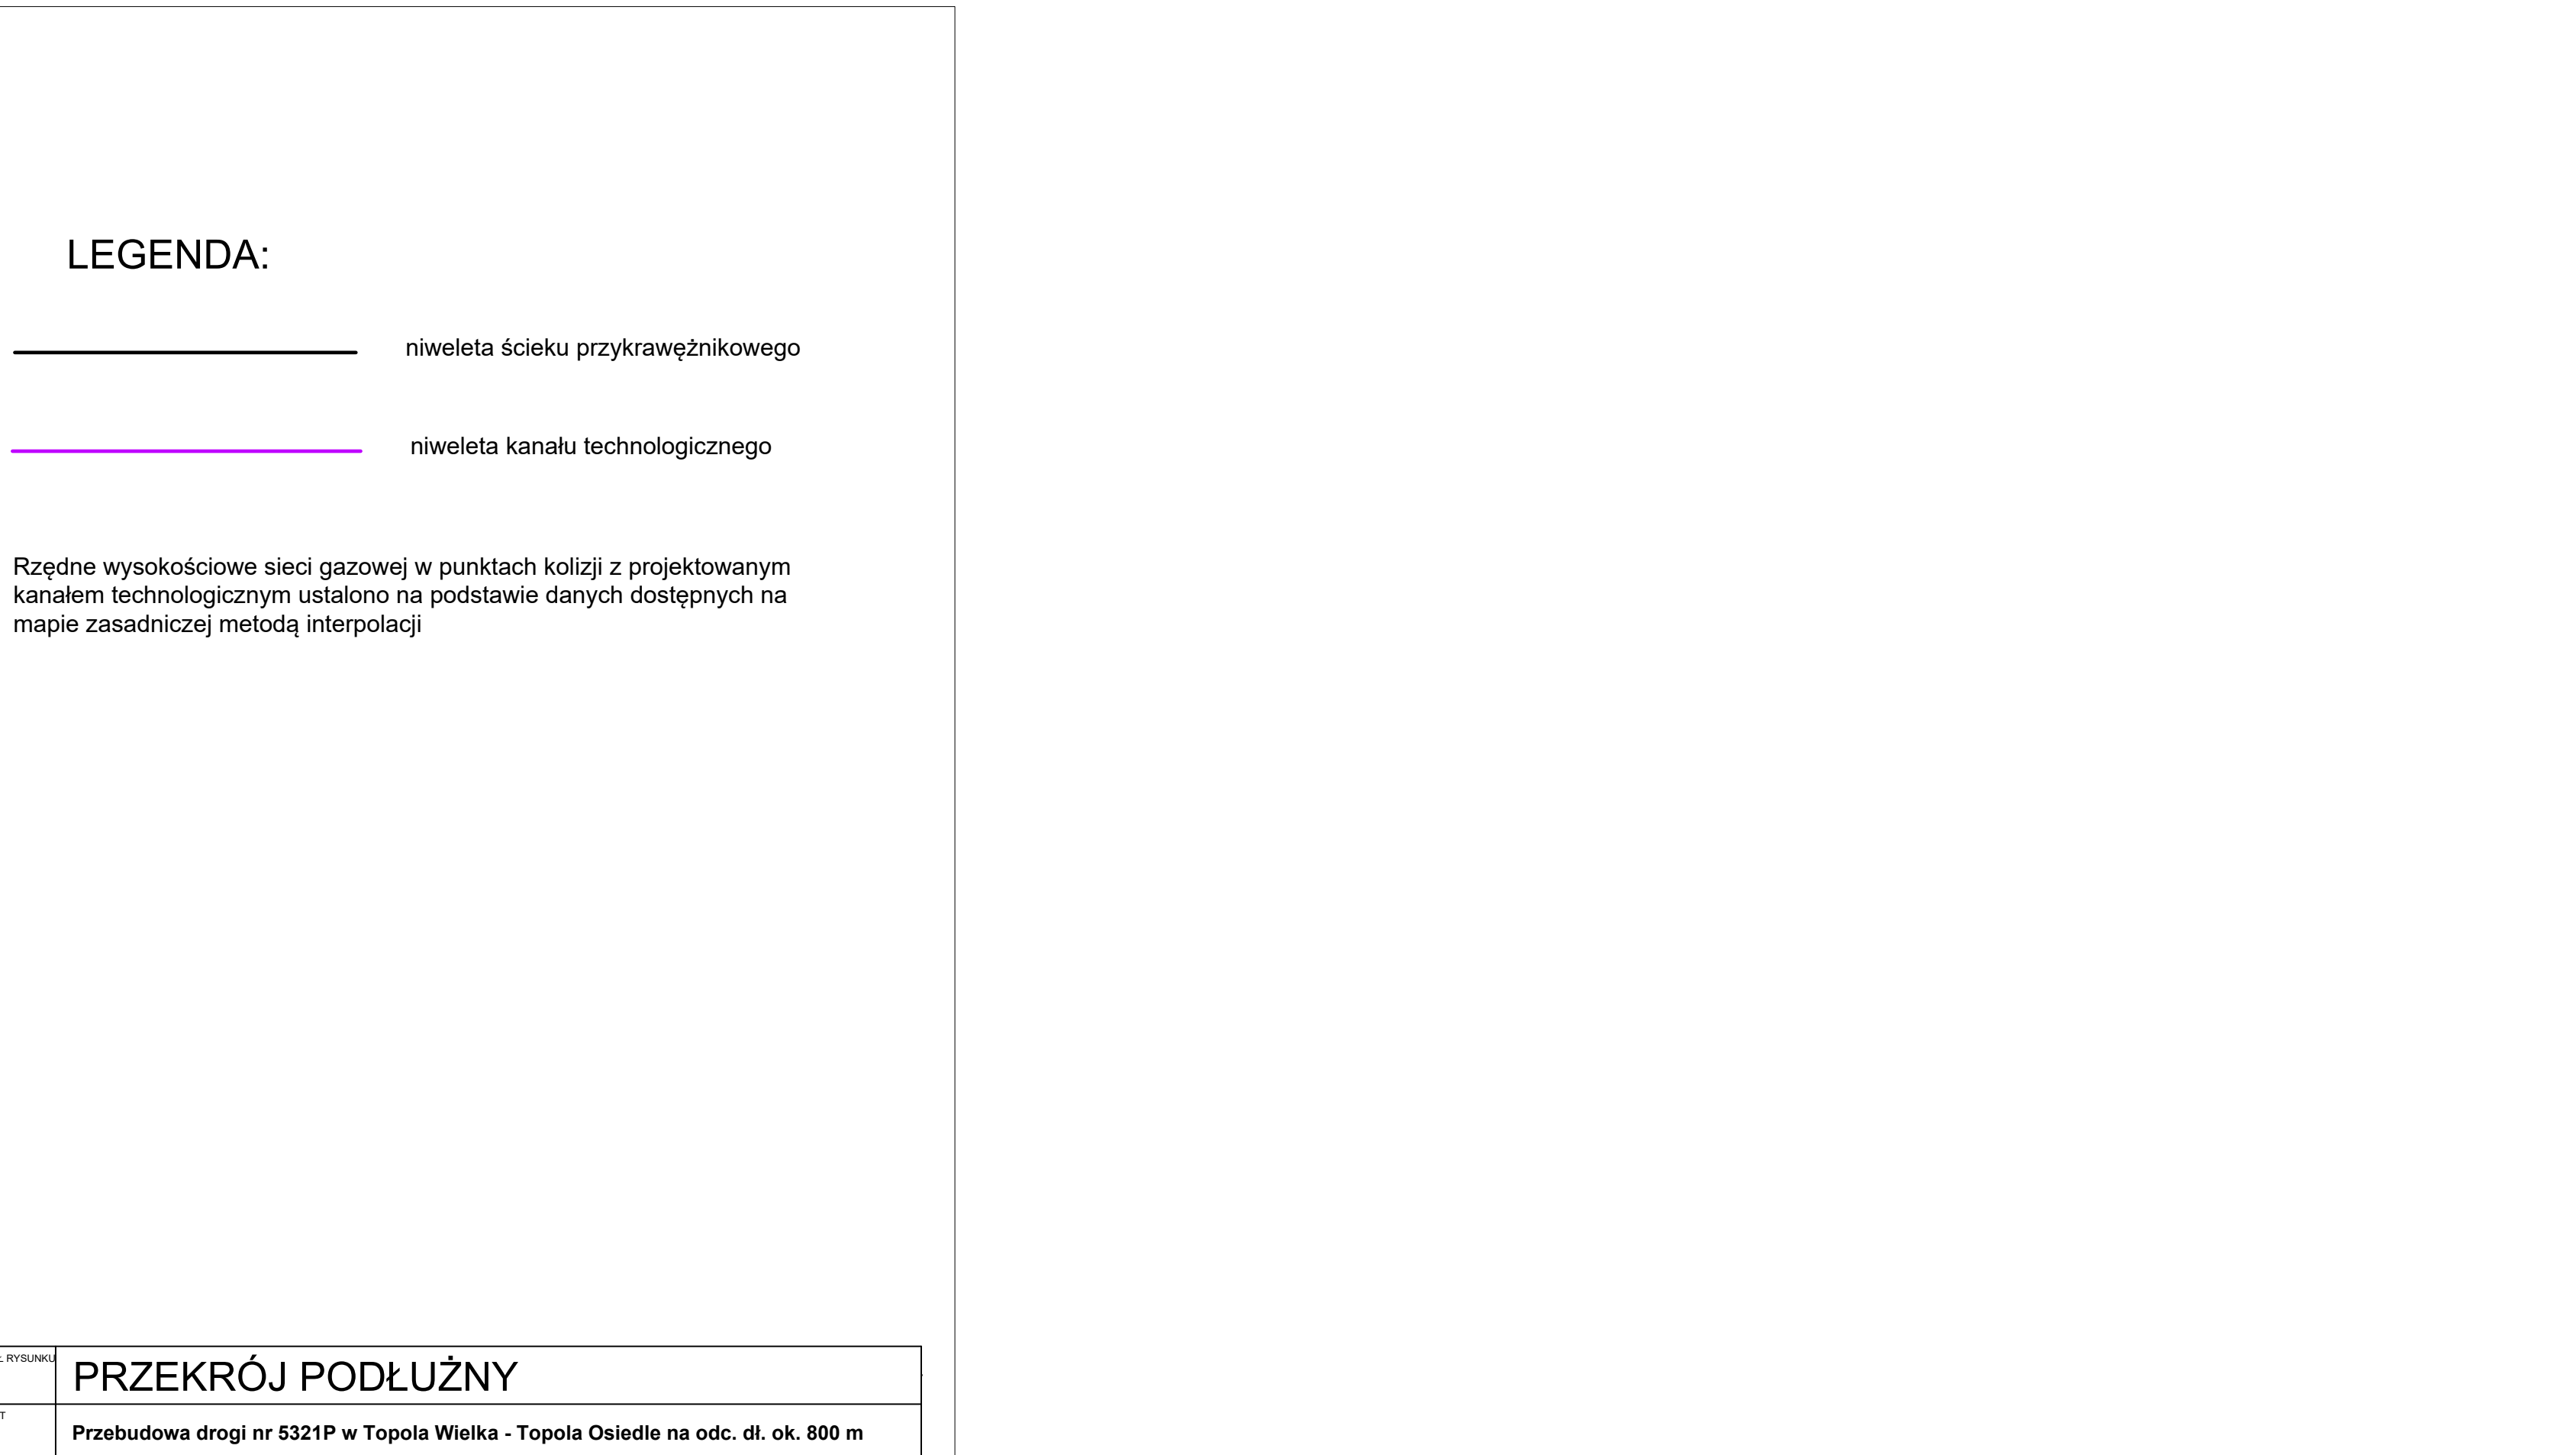 LEGENDA:
niweleta ścieku przykrawężnikowego
niweleta kanału technologicznego
Rzędne wysokościowe sieci gazowej w punktach kolizji z projektowanym
kanałem technologicznym ustalono na podstawie danych dostępnych na
mapie zasadniczej metodą interpolacji
RYSUNKU
PRZEKRÓJ PODŁUŻNY
T
Przebudowa drogi nr 5321P w Topola Wielka - Topola Osiedle na odc. dł. ok. 800 m